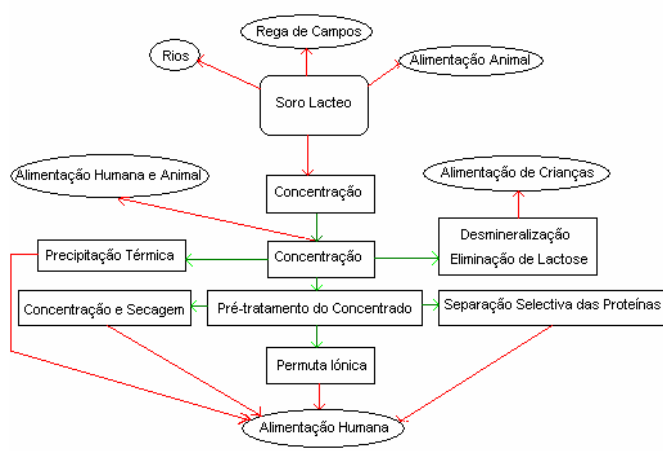 Rega de Campos
Rios
Alimentação Animal
Soro Lacteo
Alimentação Humana e Animal
Alimentação de Crianças
Concentração
Desmineralização
Eliminação de Lactose
Precipitação Térmica
Concentração
Concentração e Secagem
Pré-tratamento do Concentrado
Separação Selectiva das Proteínas
Permuta Iónica
Alimentação Humana